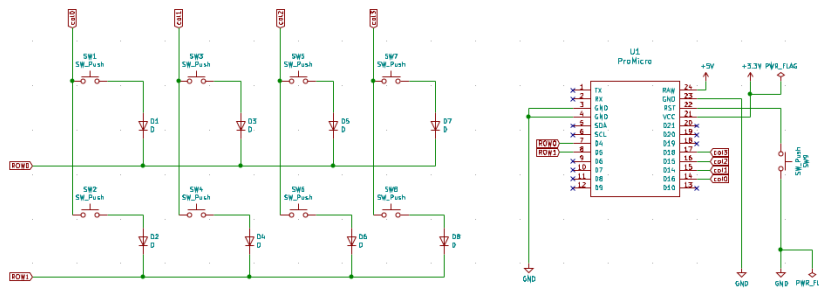 col0
col1
col2
col3
SW1
SW_Push
SW3
SW_Push
SW5
SW_Push
SW7
SW_Push
D1
D
D3
D
D5
D
D7
D
ROW0
SW2
SW_Push
SW4
SW_Push
SW6
SW_Push
SW8
SW_Push
D2
D
D4
D
D6
D
D8
D
ROW1
U1
ProMicro
+5V
+3.3V
PWR_FLAG
1 TX RAW 24
2 RX GND 23
3 GND RST 22
4 GND VCC 21
5 SDA D21 20
6 SCL D20 19
ROW0 7 D4 D19 18
ROW1 8 D5 D18 17 col3
9 D6 D15 16 col2
10 D7 D14 15 col1
11 D8 D16 14 col0
12 D9 D10 13
SW9
SW_Push
GND
GND
GND
PWR_FL